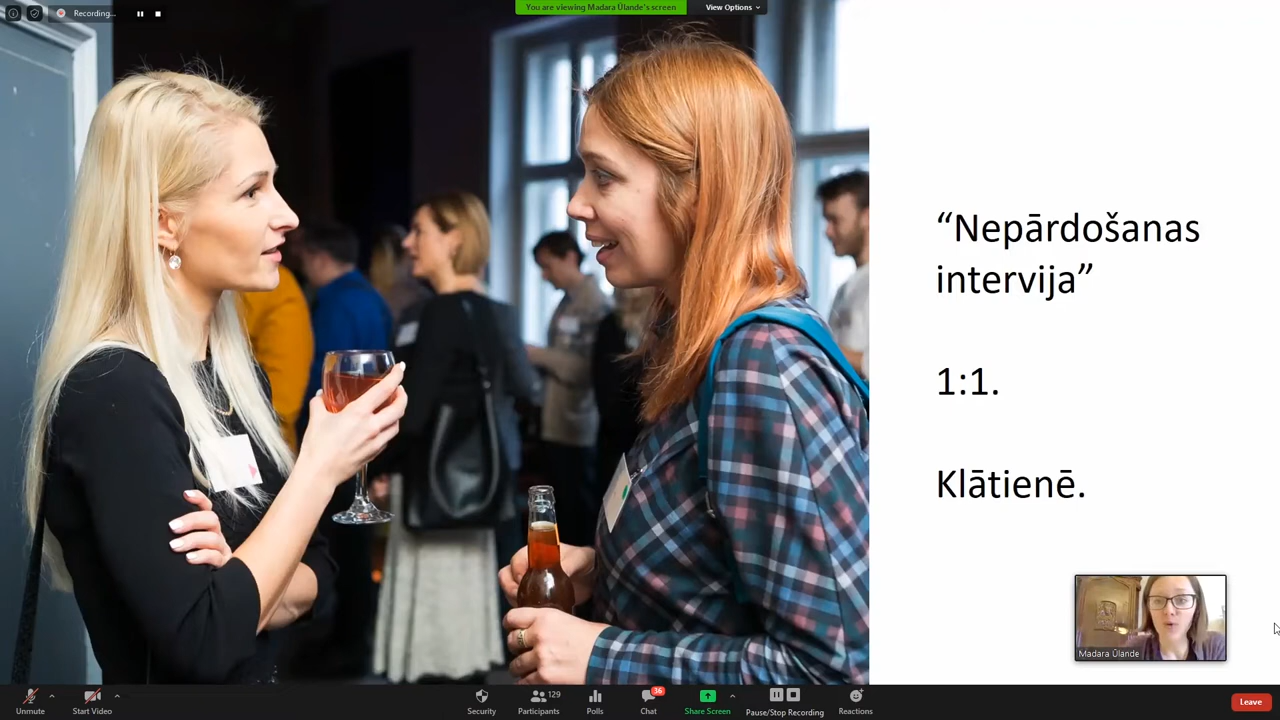 Recording...
You are viewing Madara Ūlande's screen
View Options
“Nepārdošanas
intervija”
1:1.
Klātienē.
Madara Ūlande
Unmute
Start Video
Security
Participants
129
Polls
Chat
36
Share Screen
Pause/Stop Recording
Reactions
Leave